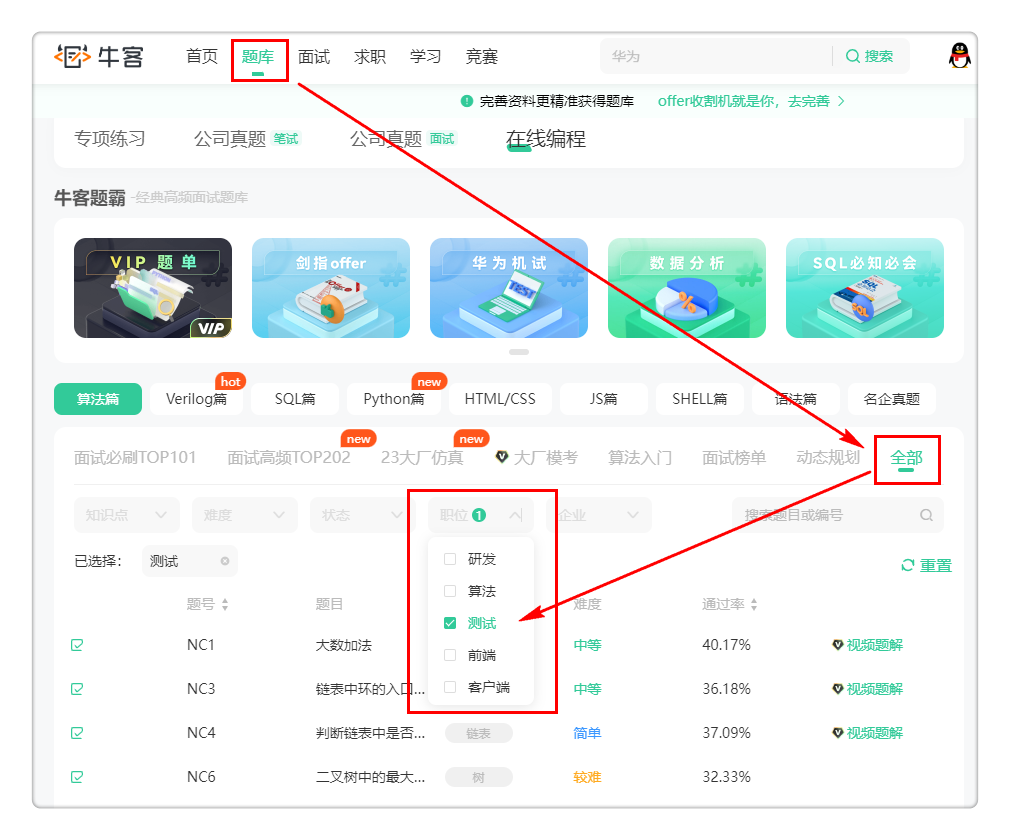 牛客 首页 题库 面试 求职 学习 竞赛 华为 搜索
完善资料更精准获得题库 offer收割机就是你，去完善
专项练习 公司真题 笔试 公司真题 面试 在线编程
牛客题霸 -经典高频面试题库
VIP 题单 剑指offer 华为机试 数据分析 SQL必知必会
TEST
SQL
SQL
VIP
hot new
算法篇 Verilog篇 SQL篇 Python篇 HTML/CSS JS篇 SHELL篇 语法篇 名企真题
new new
面试必刷TOP101 面试高频TOP202 23大厂仿真 大厂模考 算法入门 面试榜单 动态规划 全部
知识点 难度 状态 职位 1 企业 搜索题目或编号
已选择： 测试 重置
研发
算法
测试
前端
客户端
题号 题目 难度 通过率
NC1 大数加法 中等 40.17% 视频题解
NC3 链表中环的入口... 中等 36.18% 视频题解
NC4 判断链表中是否... 链表 简单 37.09% 视频题解
NC6 二叉树中的最大... 树 较难 32.33%